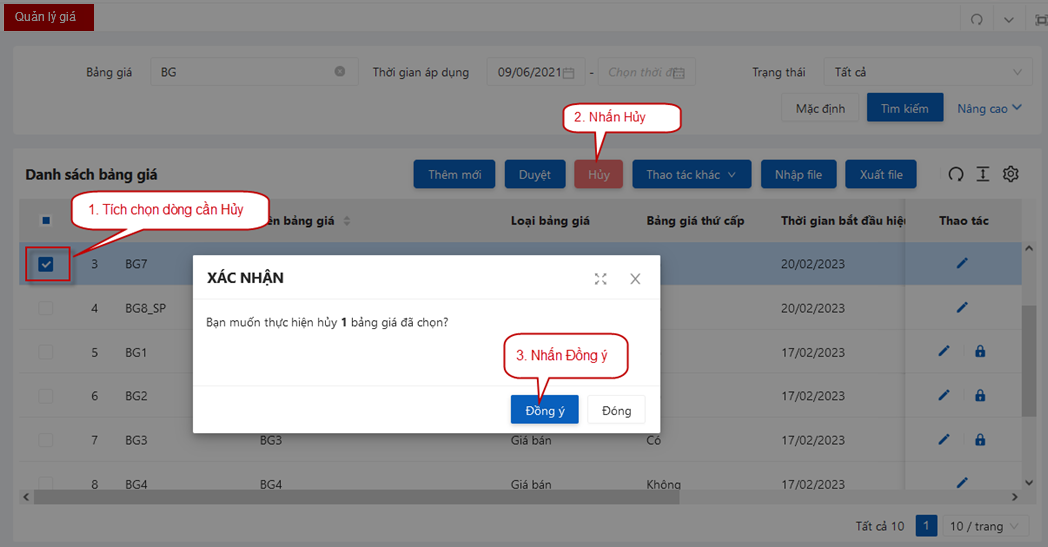 Quản lý giá
Bảng giá BG Thời gian áp dụng 09/06/2021 - Chọn thời đ Trạng thái Tất cả
Mặc định Tìm kiếm Nâng cao
2. Nhấn Hủy
Danh sách bảng giá Thêm mới Duyệt Hủy Thao tác khác Nhập file Xuất file
1. Tích chọn dòng cần Hủy
ên bảng giá Loại bảng giá Bảng giá thứ cấp Thời gian bắt đầu hiệu Thao tác
3 BG7 20/02/2023
XÁC NHẬN
4 BG8_SP 20/02/2023
Bạn muốn thực hiện hủy 1 bảng giá đã chọn?
5 BG1 17/02/2023
3. Nhấn Đồng ý
6 BG2 17/02/2023
Đồng ý Đóng
7 BG3 BG3 Giá bán Có 17/02/2023
8 BG4 BG4 Giá bán Không 17/02/2023
Tất cả 10 1 10 / trang